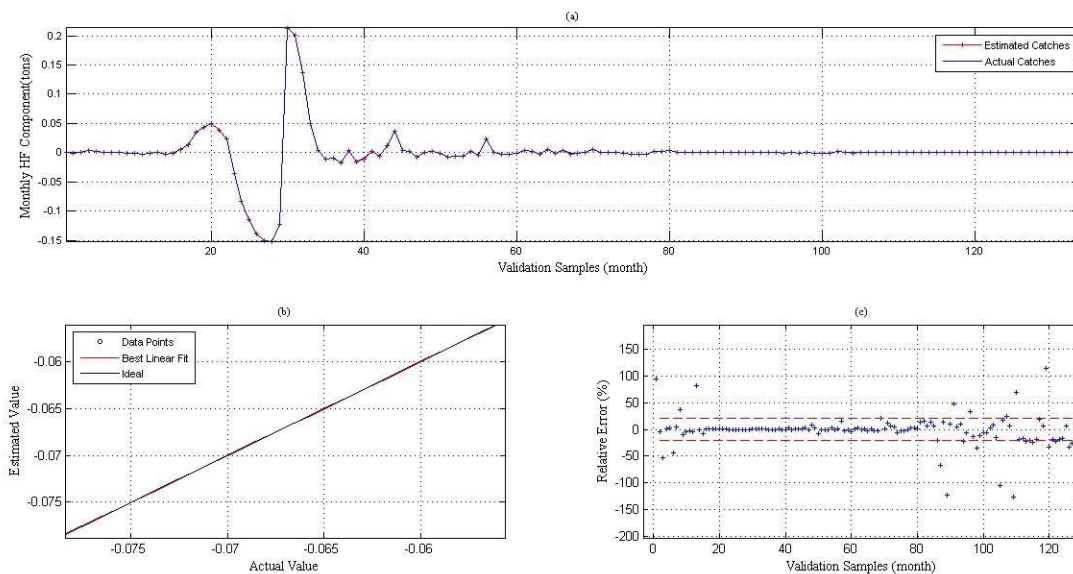 (a)
Monthly HF Component(tons)
0.2
0.15
0.1
0.05
0
-0.05
-0.1
-0.15
Estimated Catches
Actual Catches
20
40
60
80
100
120
Validation Samples (month)
(b)
Estimated Value
-0.06
-0.065
-0.07
-0.075
Data Points
Best Linear Fit
Ideal
-0.075
-0.07
-0.065
-0.06
Actual Value
(c)
Relative Error (%)
150
100
50
0
-50
-100
-150
-200
0
20
40
60
80
100
120
Validation Samples (month)